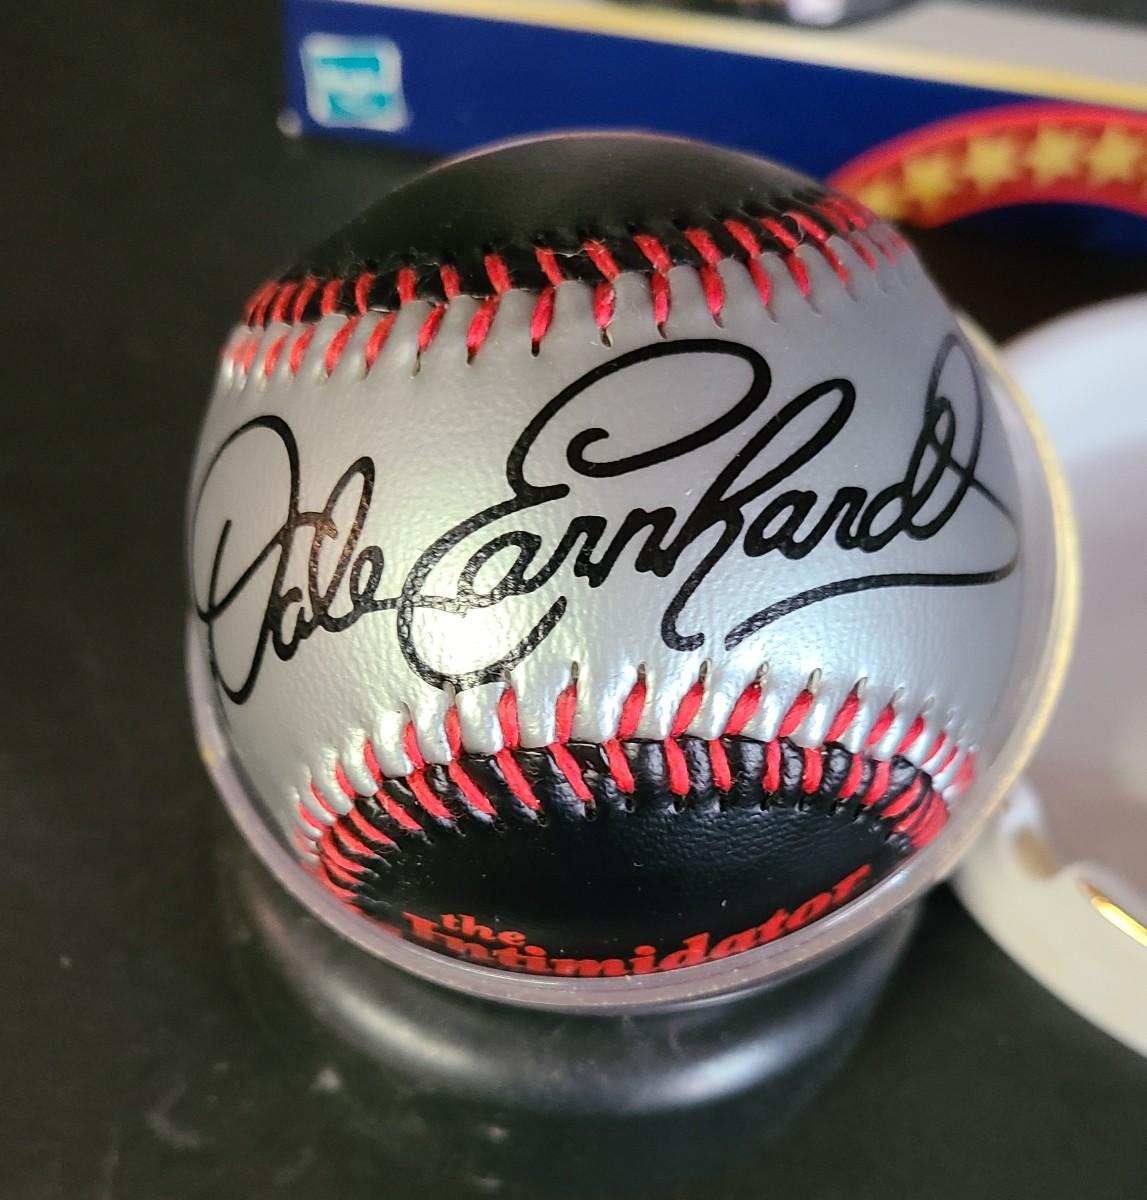 Dale Earnhardt
the
Intimidator